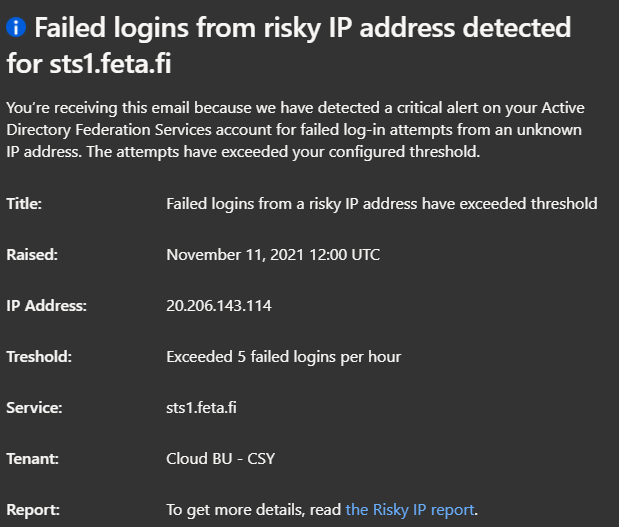 Failed logins from risky IP address detected
for sts1.feta.fi
You’re receiving this email because we have detected a critical alert on your Active
Directory Federation Services account for failed log-in attempts from an unknown
IP address. The attempts have exceeded your configured threshold.
Title: Failed logins from a risky IP address have exceeded threshold
Raised: November 11, 2021 12:00 UTC
IP Address: 20.206.143.114
Treshold: Exceeded 5 failed logins per hour
Service: sts1.feta.fi
Tenant: Cloud BU - CSY
Report: To get more details, read the Risky IP report.